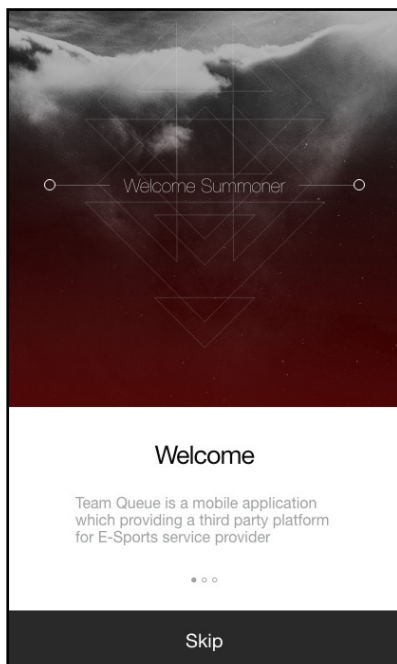 Welcome Summoner
Welcome
Team Queue is a mobile application
which providing a third party platform
for E-Sports service provider
Skip